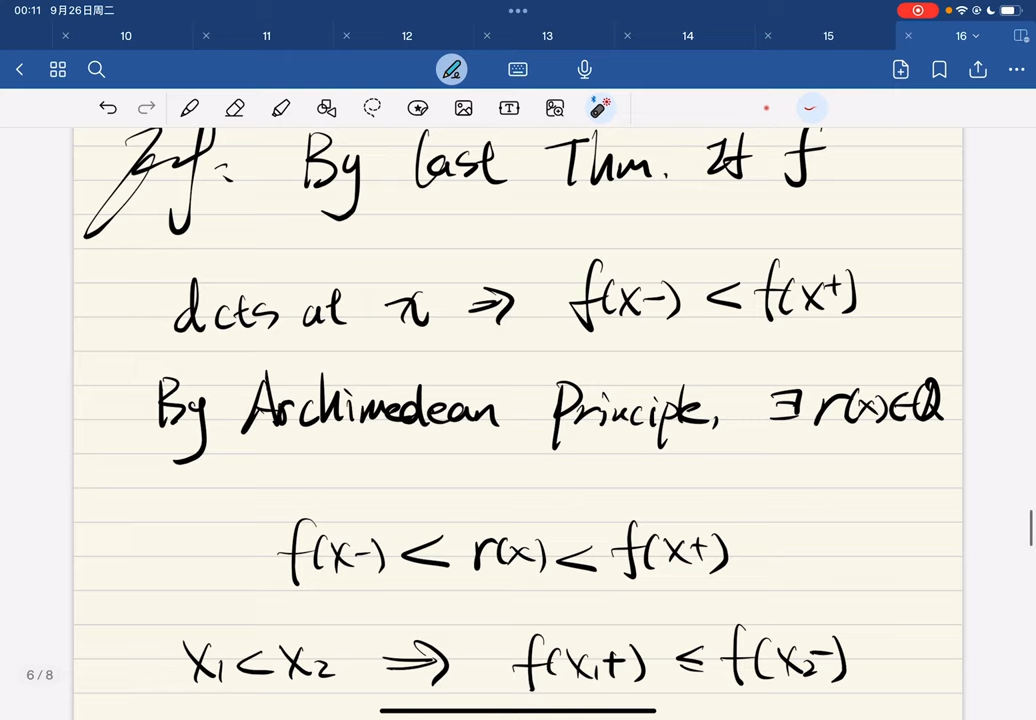 00:11 9月26日周二
10 11 12 13 14 15 16
Pf: By last Thm. If f
dcts at x ⇒ f(x-) < f(x+)
By Archimedean Principle, ∃ r(x)∈Q
f(x-) < r(x) < f(x+)
x₁<x₂ ⇒ f(x₁+) ≤ f(x₂-)
6/8